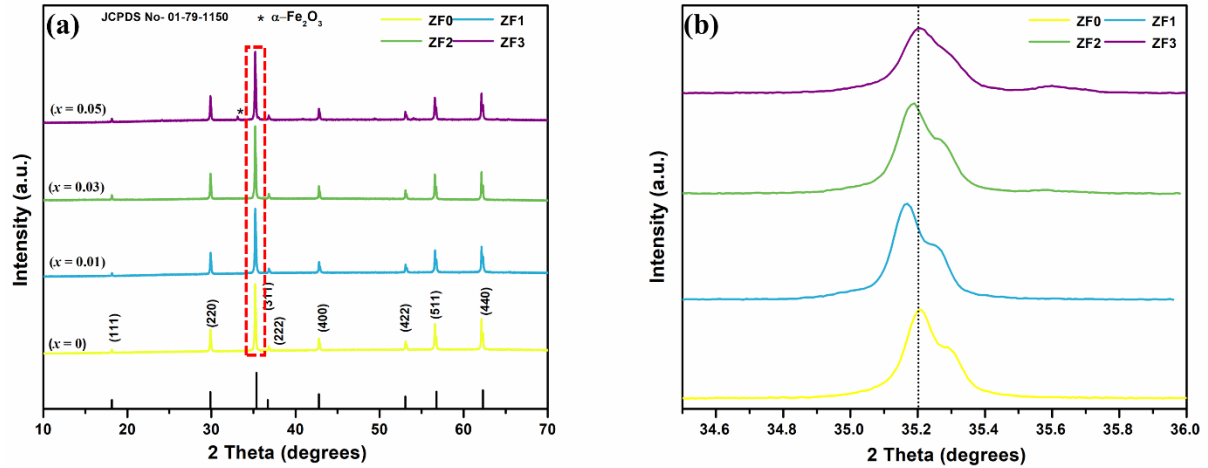 (a)
JCPDS No- 01-79-1150
* α–Fe₂O₃
ZF0
ZF1
ZF2
ZF3
(x = 0.05)
*
(x = 0.03)
(x = 0.01)
(x = 0)
(111)
(220)
(311)
(222)
(400)
(422)
(511)
(440)
Intensity (a.u.)
10 20 30 40 50 60 70
2 Theta (degrees)
(b)
ZF0
ZF1
ZF2
ZF3
Intensity (a.u.)
34.6 34.8 35.0 35.2 35.4 35.6 35.8 36.0
2 Theta (degrees)